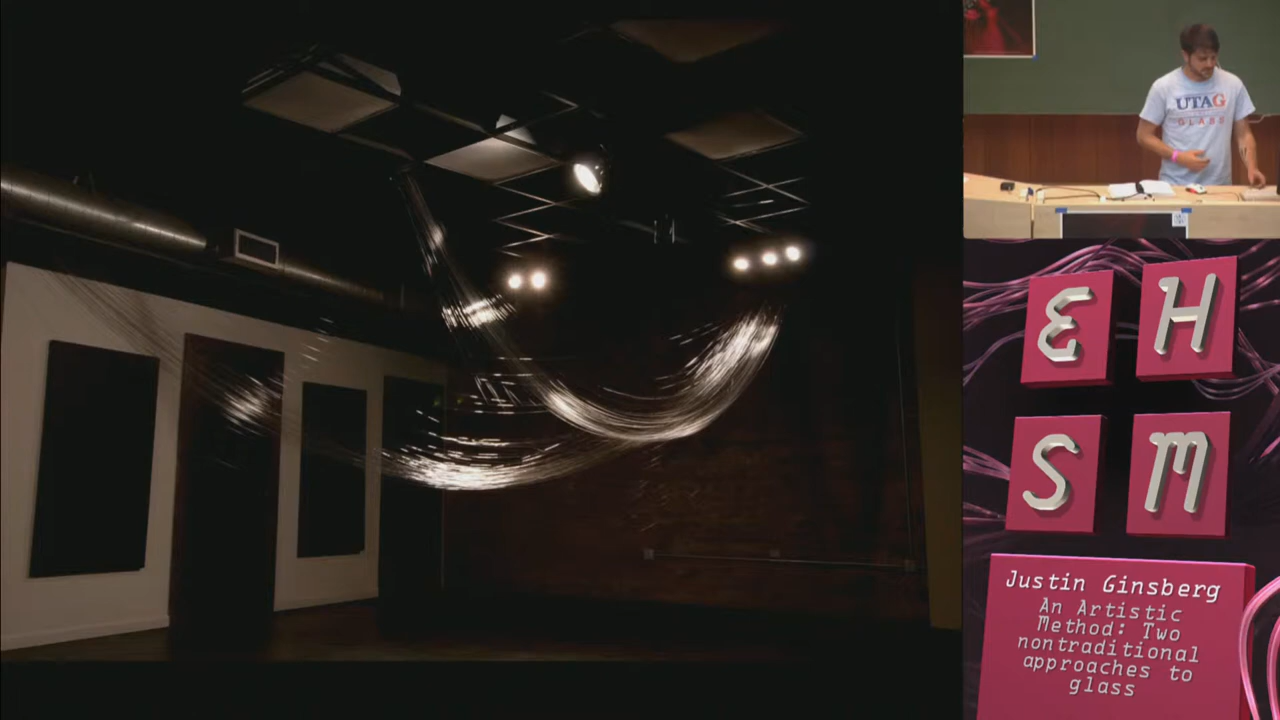 UTAG
GLASS
E H
S M
Justin Ginsberg
An Artistic
Method: Two
nontraditional
approaches to
glass